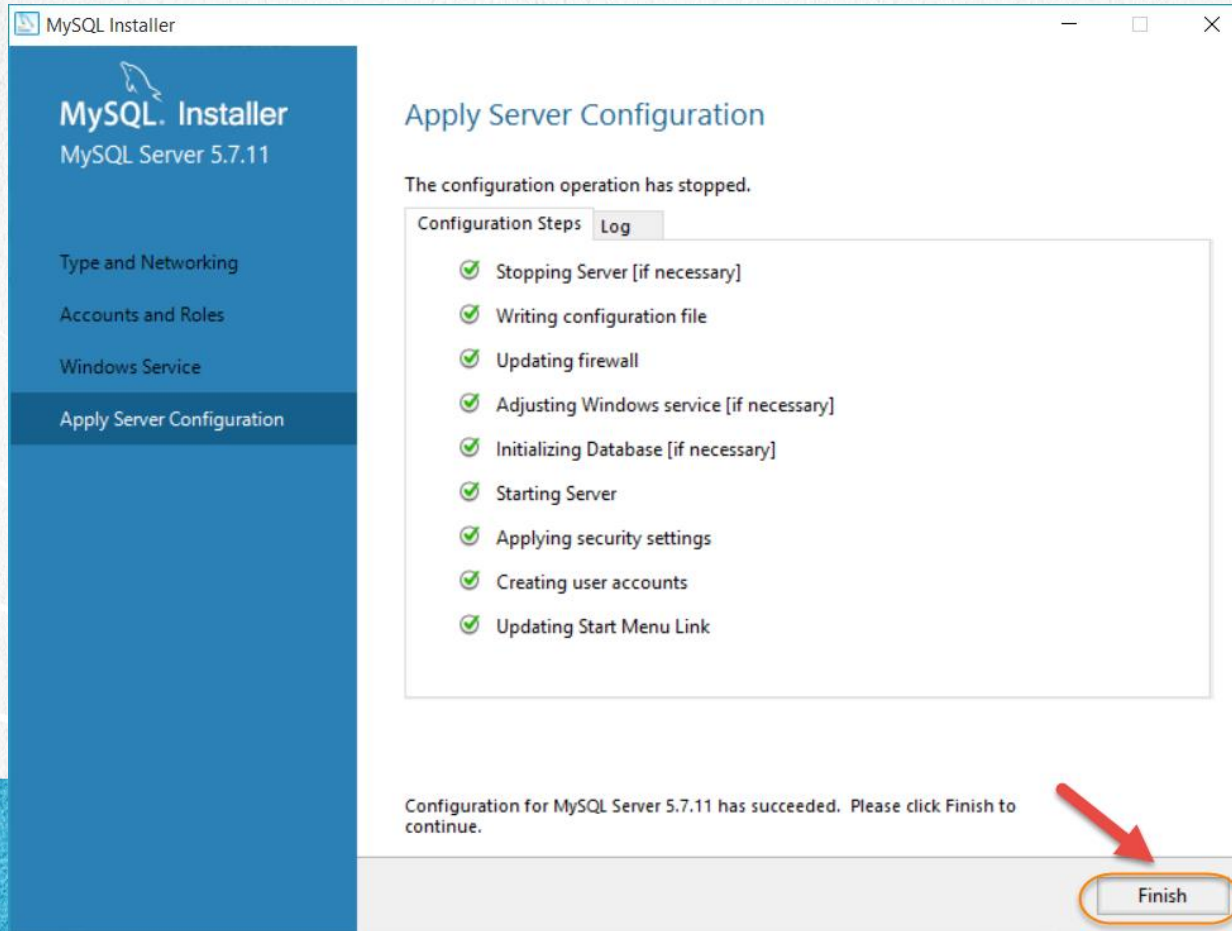 MySQL Installer
MySQL. Installer
MySQL Server 5.7.11
Type and Networking
Accounts and Roles
Windows Service
Apply Server Configuration
Apply Server Configuration
The configuration operation has stopped.
Configuration Steps
Log
Stopping Server [if necessary]
Writing configuration file
Updating firewall
Adjusting Windows service [if necessary]
Initializing Database [if necessary]
Starting Server
Applying security settings
Creating user accounts
Updating Start Menu Link
Configuration for MySQL Server 5.7.11 has succeeded. Please click Finish to
continue.
Finish